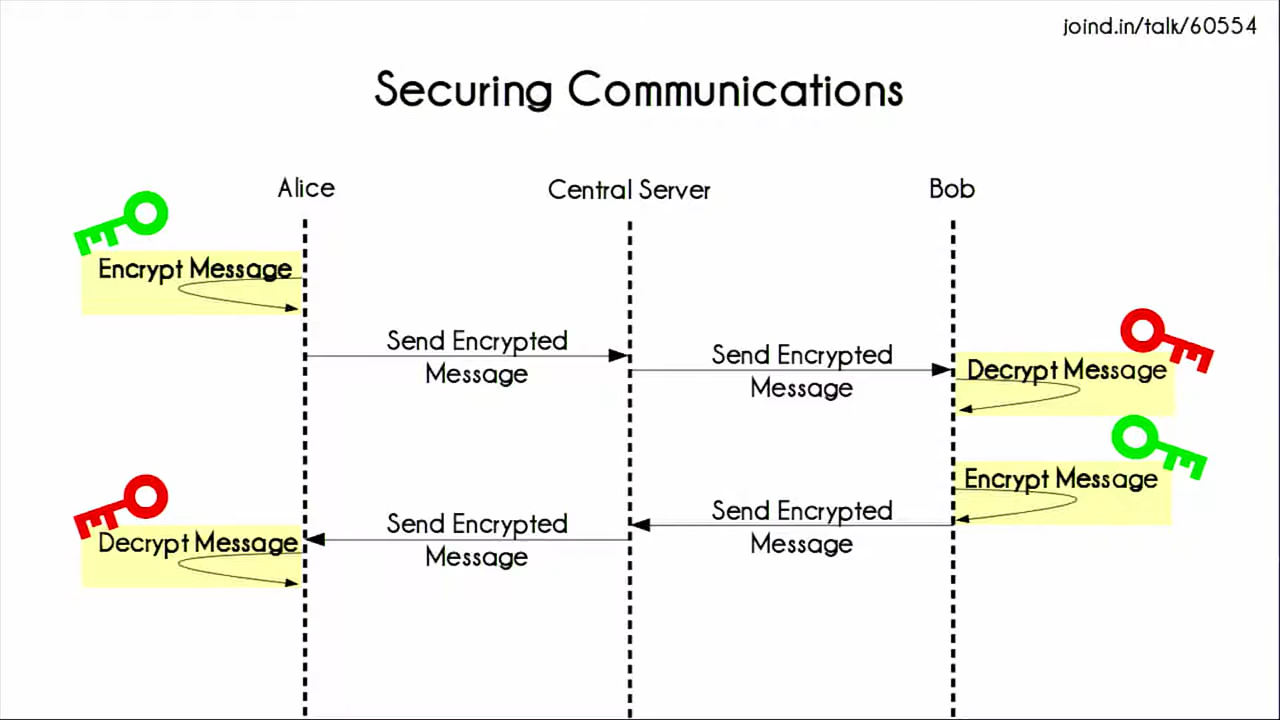 joind.in/talk/60554
Securing Communications
Alice
Central Server
Bob
Encrypt Message
Send Encrypted
Message
Send Encrypted
Message
Decrypt Message
Encrypt Message
Send Encrypted
Message
Send Encrypted
Message
Decrypt Message